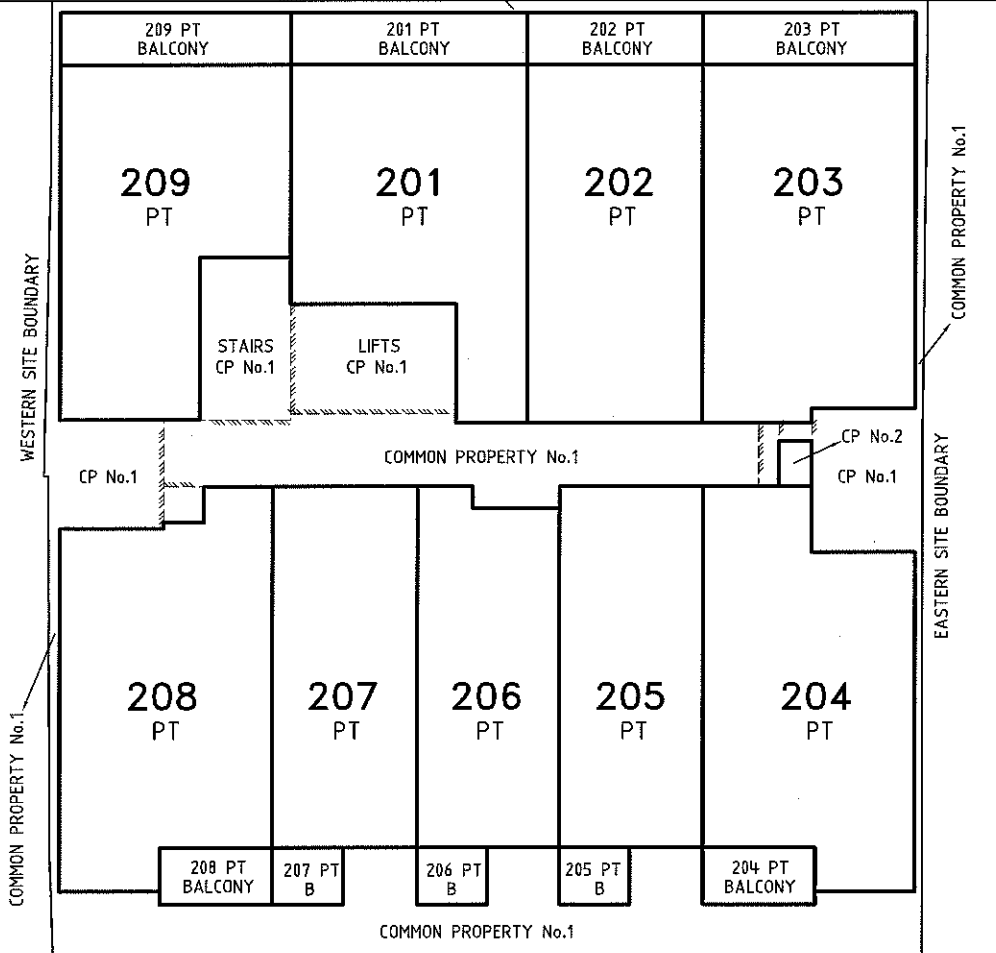 209 PT
BALCONY
201 PT
BALCONY
202 PT
BALCONY
203 PT
BALCONY
209
PT
201
PT
202
PT
203
PT
COMMON PROPERTY No.1
WESTERN SITE BOUNDARY
STAIRS
CP No.1
LIFTS
CP No.1
CP No.1
COMMON PROPERTY No.1
CP No.2
CP No.1
EASTERN SITE BOUNDARY
208
PT
207
PT
206
PT
205
PT
204
PT
COMMON PROPERTY No.1
208 PT
BALCONY
207 PT
B
206 PT
B
205 PT
B
204 PT
BALCONY
COMMON PROPERTY No.1